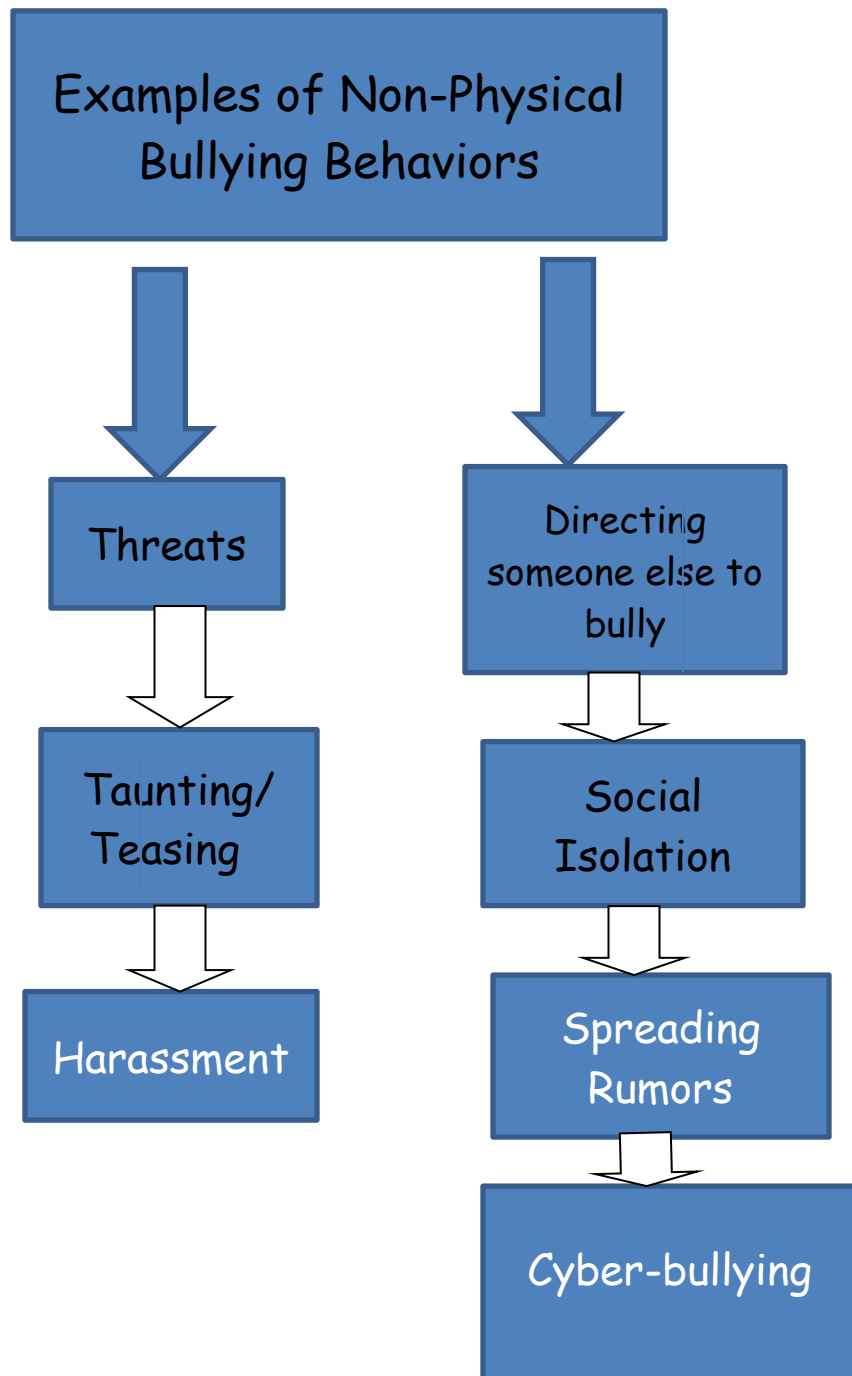 Examples of Non-Physical
Bullying Behaviors
Threats
Taunting/
Teasing
Harassment
Directing
someone else to
bully
Social
Isolation
Spreading
Rumors
Cyber-bullying